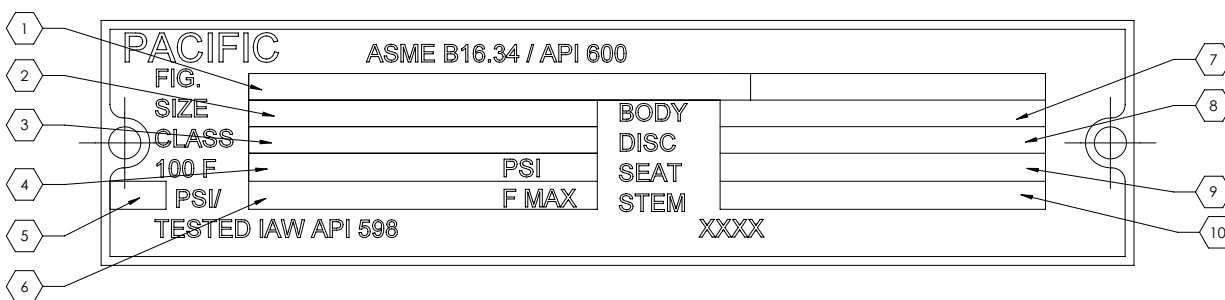 1
PACIFIC ASME B16.34 / API 600
FIG.
2
SIZE BODY
7
3
CLASS DISC
8
4
100 F PSI SEAT
9
5
PSI/ F MAX STEM
10
6
TESTED IAW API 598 XXXX